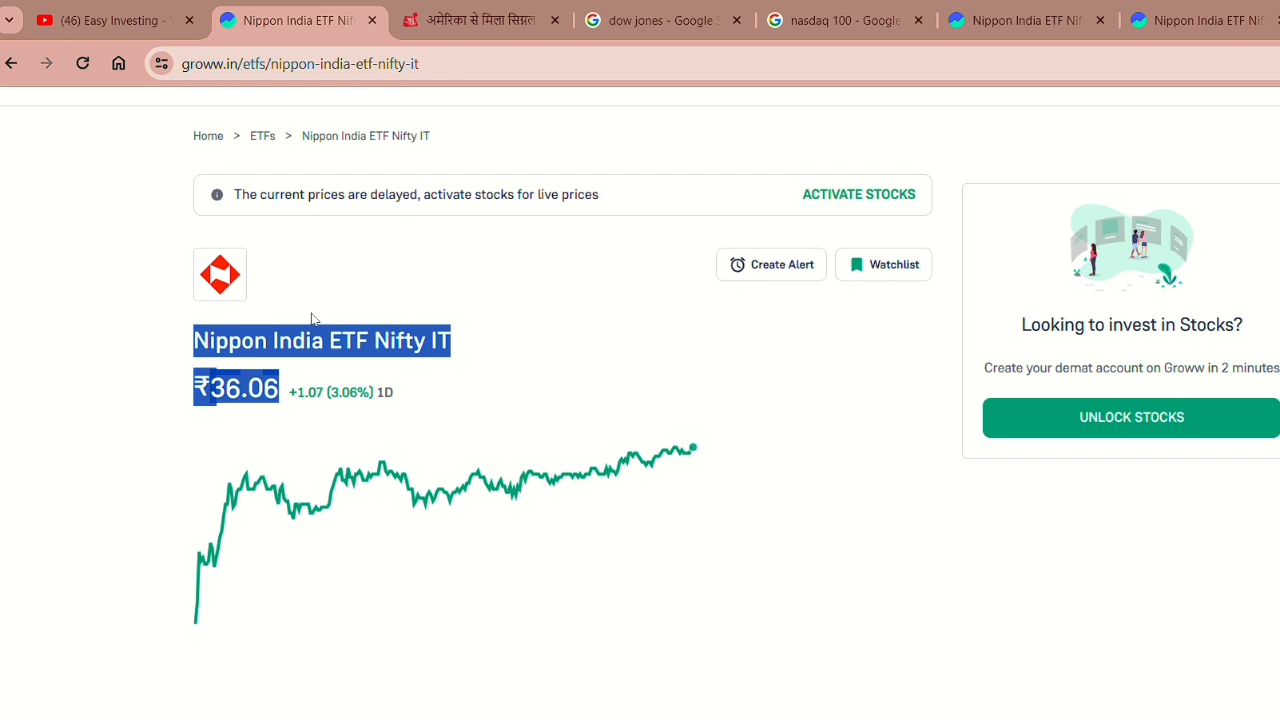 (46) Easy Investing -
Nippon India ETF Nif
अमेरिका से मिला सिग्नल
dow jones - Google
nasdaq 100 - Google
Nippon India ETF Nif
Nippon India ETF Nif
groww.in/etfs/nippon-india-etf-nifty-it
Home > ETFs > Nippon India ETF Nifty IT
The current prices are delayed, activate stocks for live prices
ACTIVATE STOCKS
Create Alert
Watchlist
Nippon India ETF Nifty IT
₹36.06 +1.07 (3.06%) 1D
Looking to invest in Stocks?
Create your demat account on Groww in 2 minutes
UNLOCK STOCKS